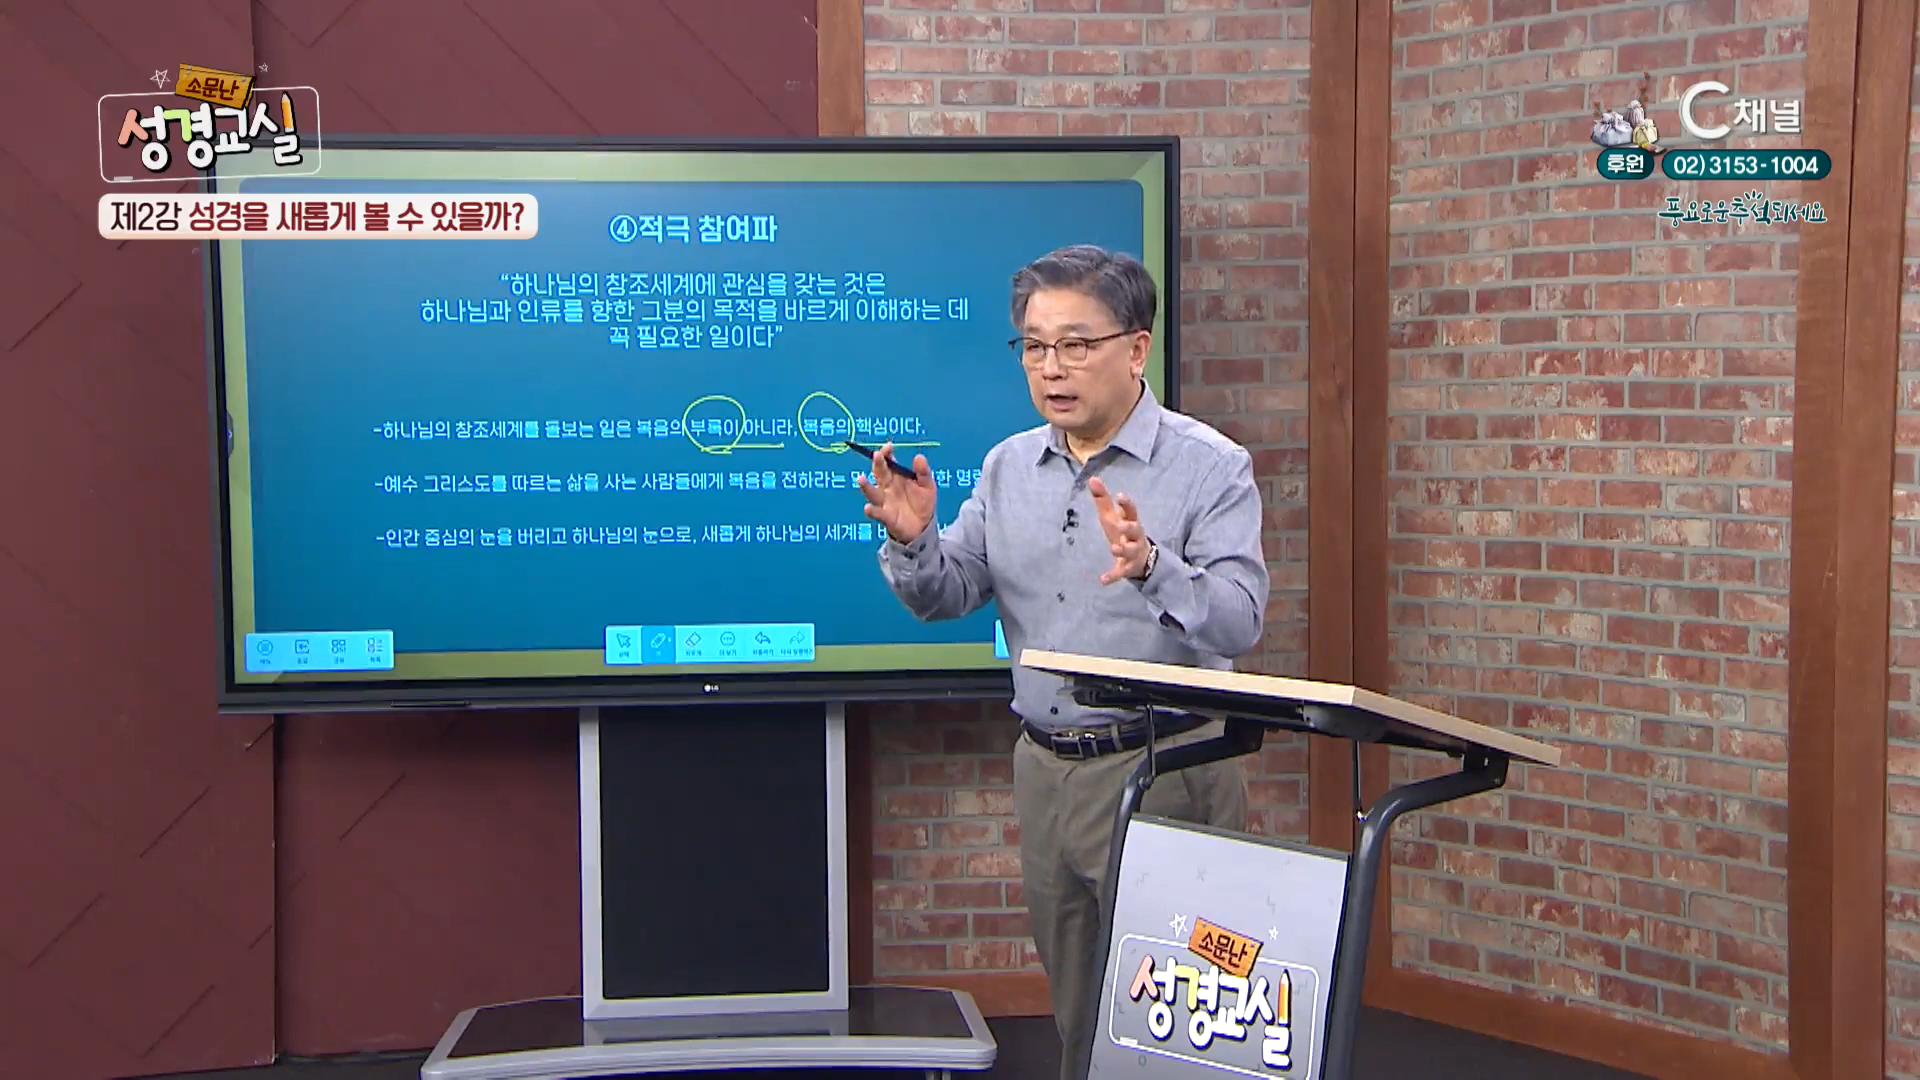 소문난
성경교실
제2강 성경을 새롭게 볼 수 있을까?
C채널
후원 02)3153-1004
풍요로운추석되세요
④적극 참여파
“하나님의 창조세계에 관심을 갖는 것은
하나님과 인류를 향한 그분의 목적을 바르게 이해하는 데
꼭 필요한 일이다”
-하나님의 창조세계를 돌보는 일은 복음의 부록이 아니라, 복음의 핵심이다.
-예수 그리스도를 따르는 삶을 사는 사람들에게 복음을 전하라는
-인간 중심의 눈을 버리고 하나님의 눈으로, 새롭게 하나님의 세계를
LG
소문난
성경교실